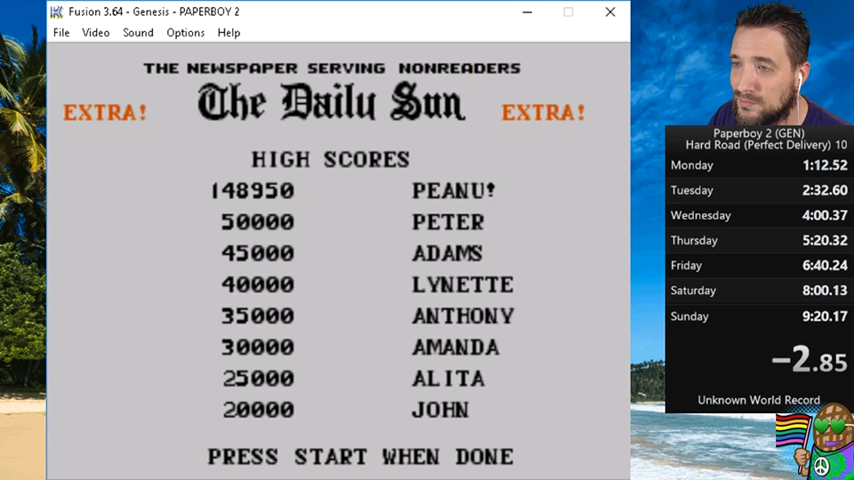 Fusion 3.64 - Genesis - PAPERBOY 2
File Video Sound Options Help
THE NEWSPAPER SERVING NONREADERS
EXTRA! The Daily Sun EXTRA!
HIGH SCORES
148950 PEANU!
50000 PETER
45000 ADAMS
40000 LYNETTE
35000 ANTHONY
30000 AMANDA
25000 ALITA
20000 JOHN
PRESS START WHEN DONE
Paperboy 2 (GEN)
Hard Road (Perfect Delivery) 10
Monday 1:12.52
Tuesday 2:32.60
Wednesday 4:00.37
Thursday 5:20.32
Friday 6:40.24
Saturday 8:00.13
Sunday 9:20.17
−2.85
Unknown World Record